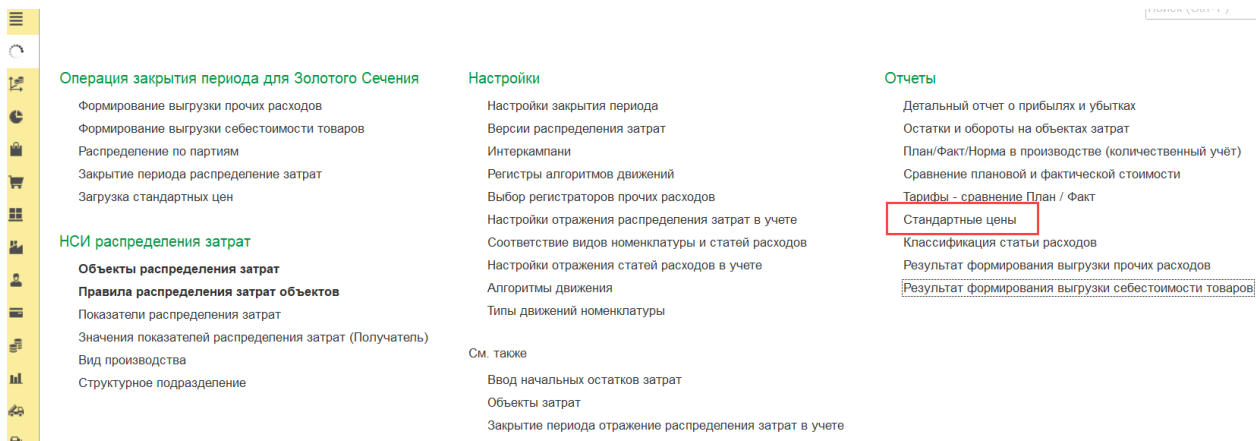 Операция закрытия периода для Золотого Сечения
Формирование выгрузки прочих расходов
Формирование выгрузки себестоимости товаров
Распределение по партиям
Закрытие периода распределение затрат
Загрузка стандартных цен
НСИ распределения затрат
Объекты распределения затрат
Правила распределения затрат объектов
Показатели распределения затрат
Значения показателей распределения затрат (Получатель)
Вид производства
Структурное подразделение
Настройки
Настройки закрытия периода
Версии распределения затрат
Интеркампани
Регистры алгоритмов движений
Выбор регистраторов прочих расходов
Настройки отражения распределения затрат в учете
Соответствие видов номенклатуры и статей расходов
Настройки отражения статей расходов в учете
Алгоритмы движения
Типы движений номенклатуры
См. также
Ввод начальных остатков затрат
Объекты затрат
Закрытие периода отражение распределения затрат в учете
Отчеты
Детальный отчет о прибылях и убытках
Остатки и обороты на объектах затрат
План/Факт/Норма в производстве (количественный учёт)
Сравнение плановой и фактической стоимости
Тарифы - сравнение План / Факт
Стандартные цены
Классификация статьи расходов
Результат формирования выгрузки прочих расходов
Результат формирования выгрузки себестоимости товаров